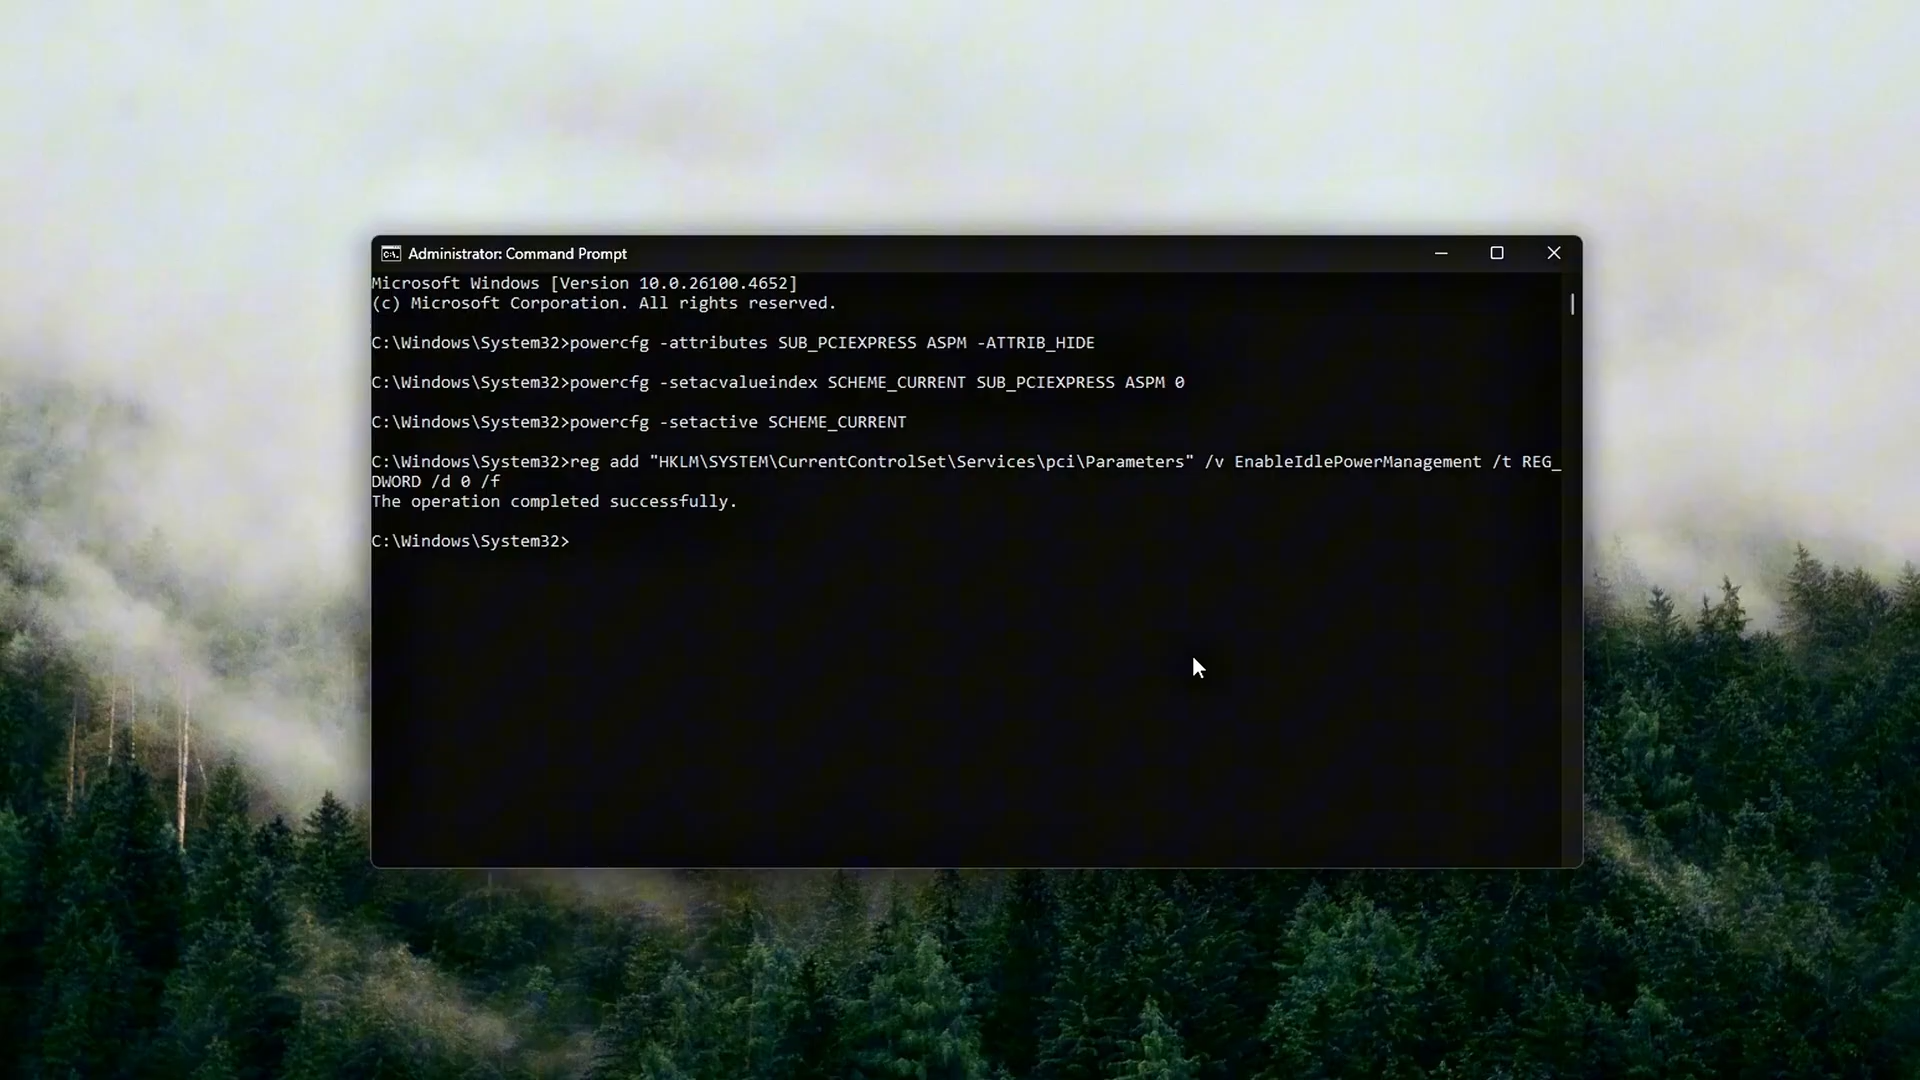 Administrator: Command Prompt
Microsoft Windows [Version 10.0.26100.4652]
(c) Microsoft Corporation. All rights reserved.
C:\Windows\System32>powercfg -attributes SUB_PCIEXPRESS ASPM -ATTRIB_HIDE
C:\Windows\System32>powercfg -setacvalueindex SCHEME_CURRENT SUB_PCIEXPRESS ASPM 0
C:\Windows\System32>powercfg -setactive SCHEME_CURRENT
C:\Windows\System32>reg add "HKLM\SYSTEM\CurrentControlSet\Services\pci\Parameters" /v EnableIdlePowerManagement /t REG_
DWORD /d 0 /f
The operation completed successfully.
C:\Windows\System32>